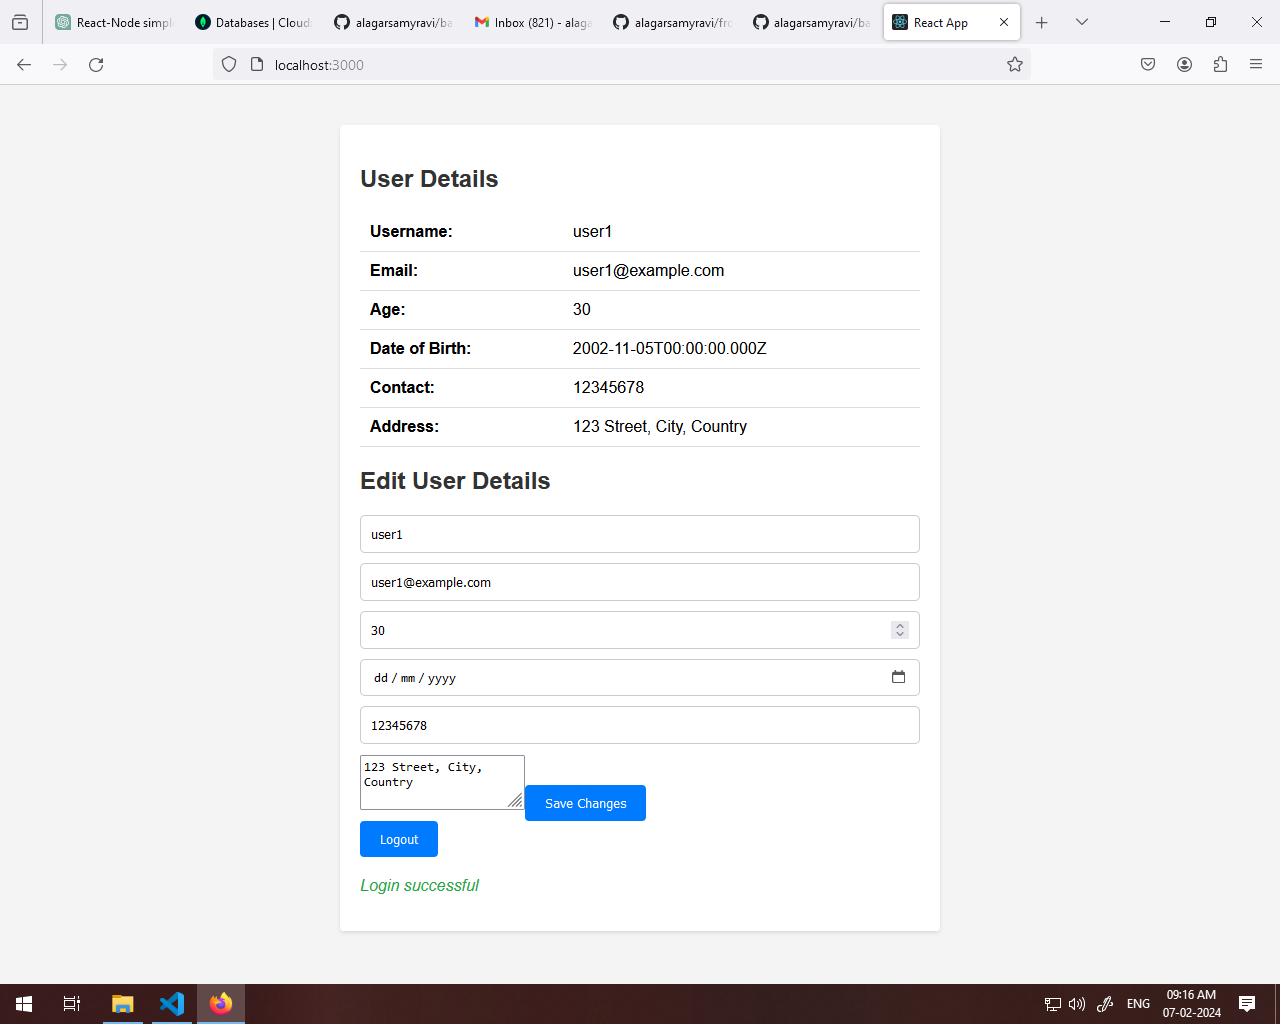 React-Node simple
Databases | Cloud:
alagarsamyravi/ba
Inbox (821) - alaga
alagarsamyravi/fro
alagarsamyravi/ba
React App
localhost:3000
User Details
Username: user1
Email: user1@example.com
Age: 30
Date of Birth: 2002-11-05T00:00:00.000Z
Contact: 12345678
Address: 123 Street, City, Country
Edit User Details
user1
user1@example.com
30
dd / mm / yyyy
12345678
123 Street, City,
Country
Save Changes
Logout
Login successful
ENG
09:16 AM
07-02-2024